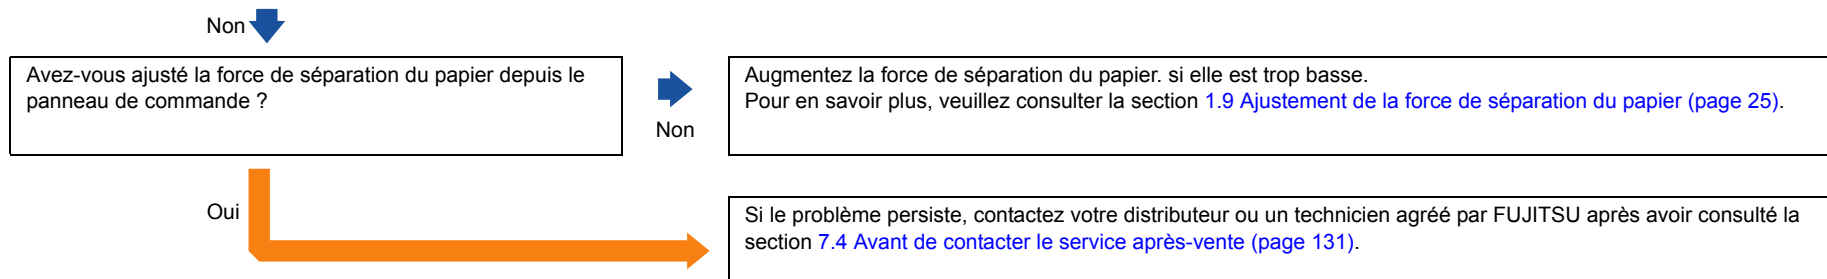 Non
Avez-vous ajusté la force de séparation du papier depuis le
panneau de commande ?
Non
Augmentez la force de séparation du papier. si elle est trop basse.
Pour en savoir plus, veuillez consulter la section 1.9 Ajustement de la force de séparation du papier (page 25).
Oui
Si le problème persiste, contactez votre distributeur ou un technicien agréé par FUJITSU après avoir consulté la
section 7.4 Avant de contacter le service après-vente (page 131).